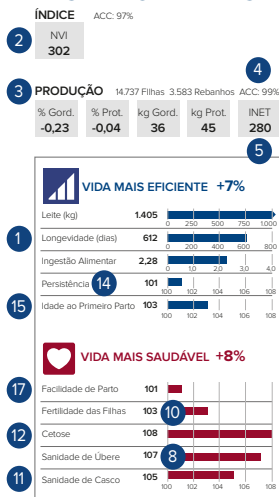 ÍNDICE ACC: 97%
2 NVI
302
4
3 PRODUÇÃO 14.737 Filhas 3.583 Rebanhos ACC: 99%
% Gord. % Prot. kg Gord. kg Prot. INET
-0,23 -0,04 36 45 280
5
VIDA MAIS EFICIENTE +7%
Leite (kg) 1.405
0 250 500 750 1000
1 Longevidade (dias) 612
0 200 400 600 800
Ingestão Alimentar 2,28
0 1,0 2,0 3,0 4,0
Persistência 14 101
100 102 104 106 108
15 Idade ao Primeiro Parto 103
100 102 104 106 108
VIDA MAIS SAUDÁVEL +8%
17 Facilidade de Parto 101
Fertilidade das Filhas 103 10
12 Cetose 108
Sanidade de Úbere 107 8
11 Sanidade de Casco 105
100 102 104 106 108